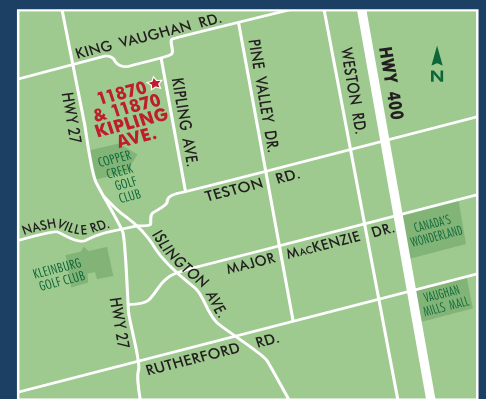 KING VAUGHAN RD.
HWY 27
11870
& 11870
KIPLING
AVE.
KIPLING AVE.
PINE VALLEY DR.
WESTON RD.
HWY 400
N
COPPER
CREEK
GOLF
CLUB
TESTON RD.
NASHVILLE RD.
ISLINGTON AVE.
KLEINBURG
GOLF CLUB
MAJOR MACKENZIE DR.
CANADA'S
WONDERLAND
VAUGHAN
MILLS MALL
HWY 27
RUTHERFORD RD.